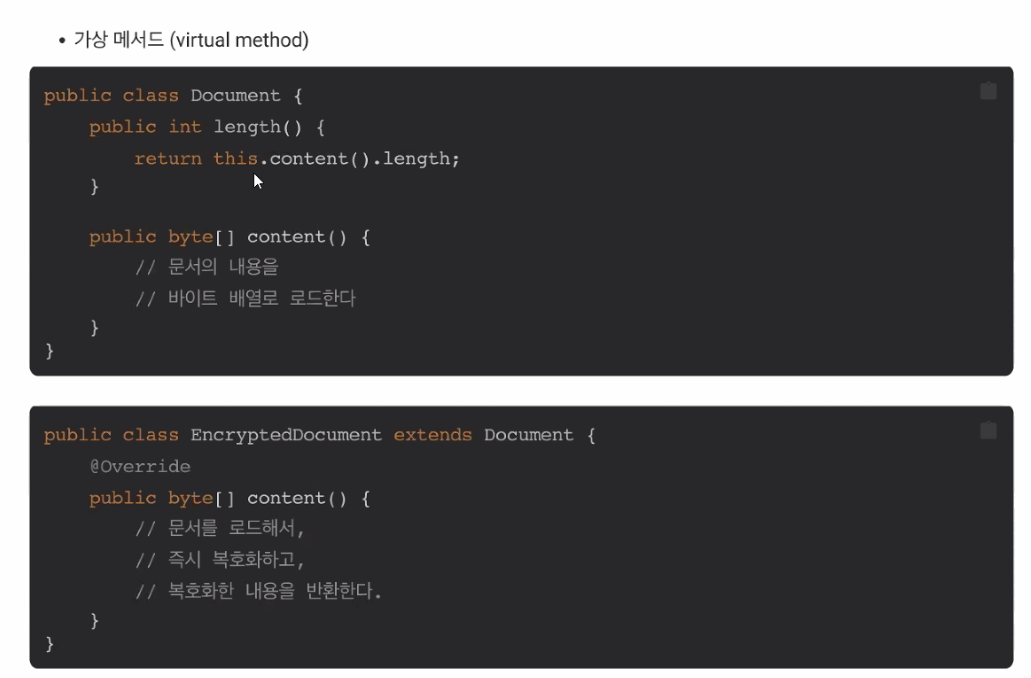 • 가상 메서드 (virtual method)
public class Document {
    public int length() {
        return this.content().length;
    }
    public byte[] content() {
        // 문서의 내용을
        // 바이트 배열로 로드한다
    }
}
public class EncryptedDocument extends Document {
    @Override
    public byte[] content() {
        // 문서를 로드해서,
        // 즉시 복호화하고,
        // 복호화한 내용을 반환한다.
    }
}